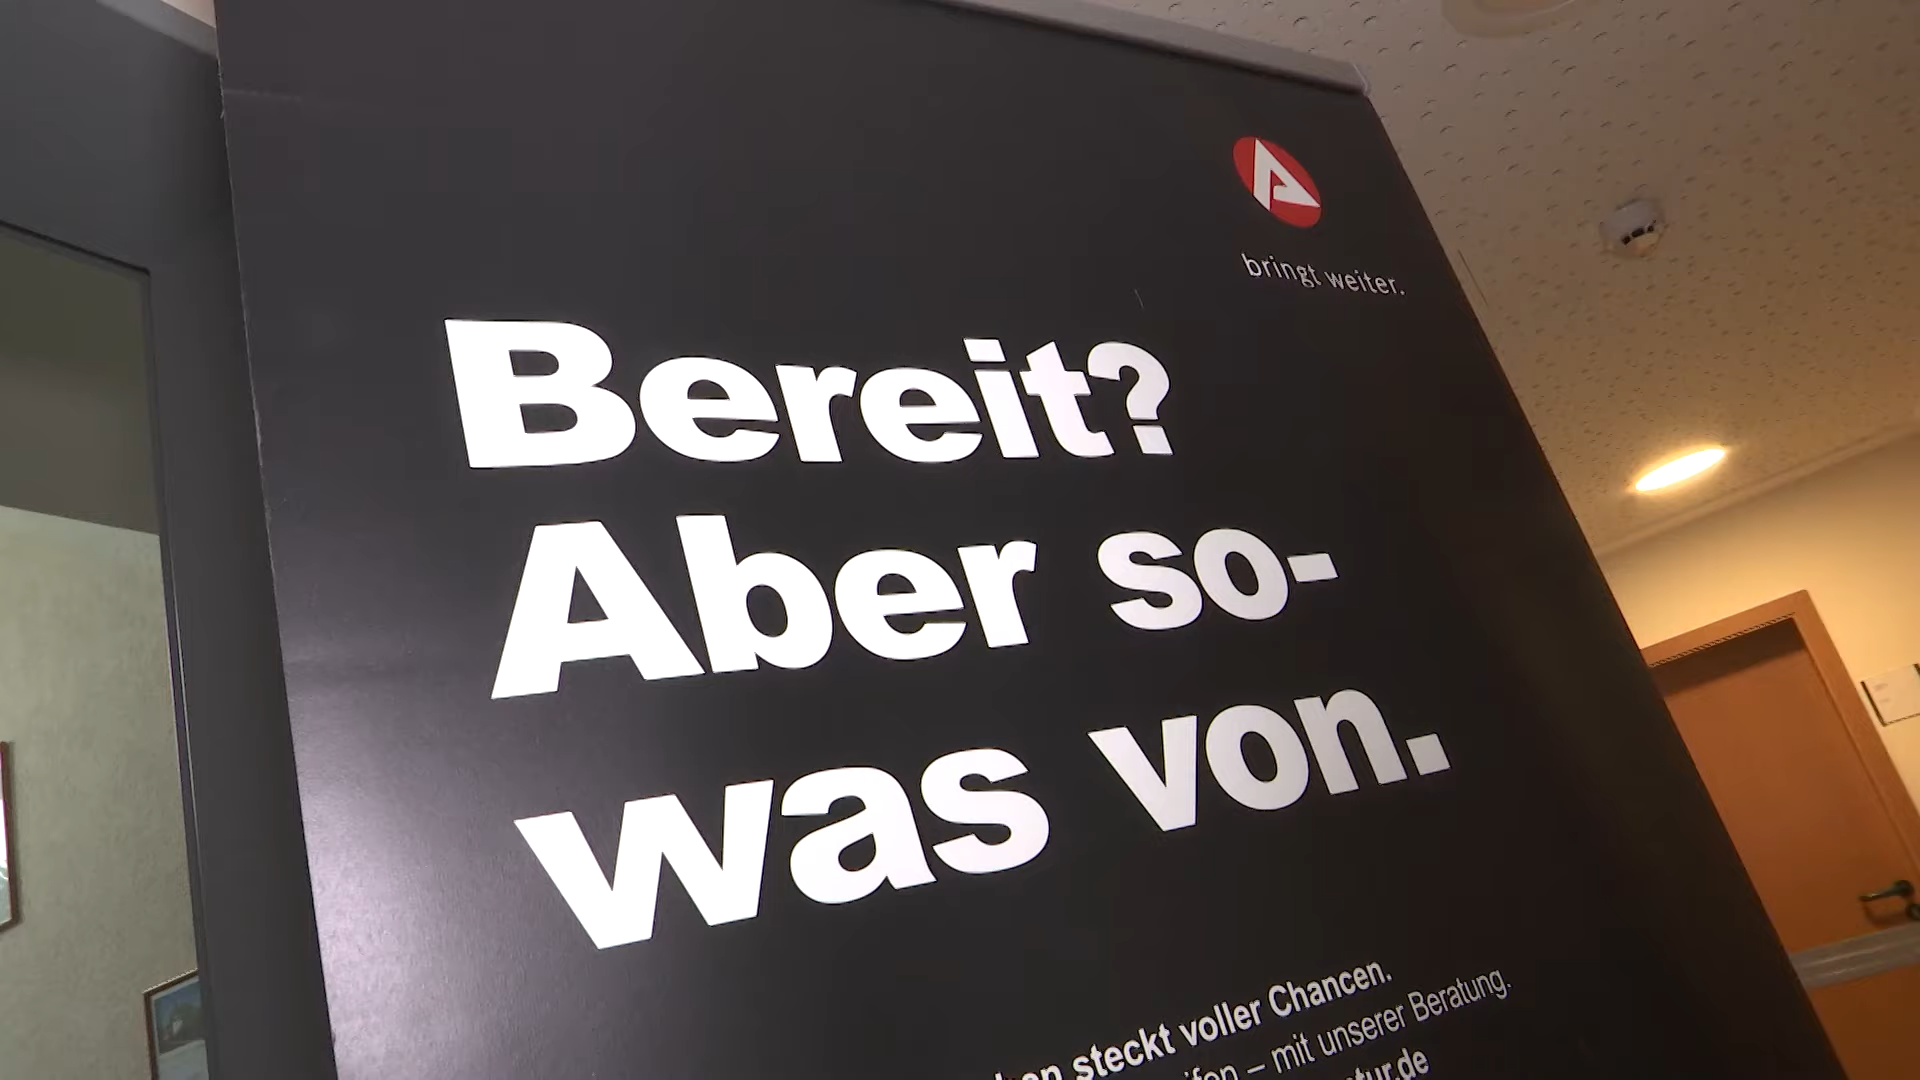 bringt weiter.
Bereit?
Aber so-
was von.
steckt voller Chancen.
– mit unserer Beratung.